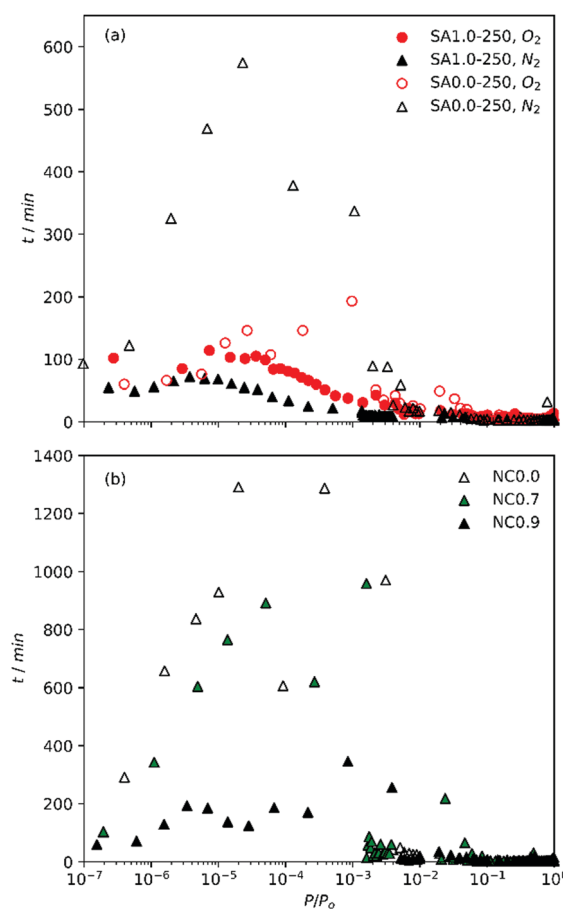 (a)
SA1.0-250, O₂
SA1.0-250, N₂
SA0.0-250, O₂
SA0.0-250, N₂
600
500
400
300
200
100
0
t / min
(b)
NC0.0
NC0.7
NC0.9
1400
1200
1000
800
600
400
200
0
t / min
10⁻⁷ 10⁻⁶ 10⁻⁵ 10⁻⁴ 10⁻³ 10⁻² 10⁻¹ 10⁰
P/Pₒ